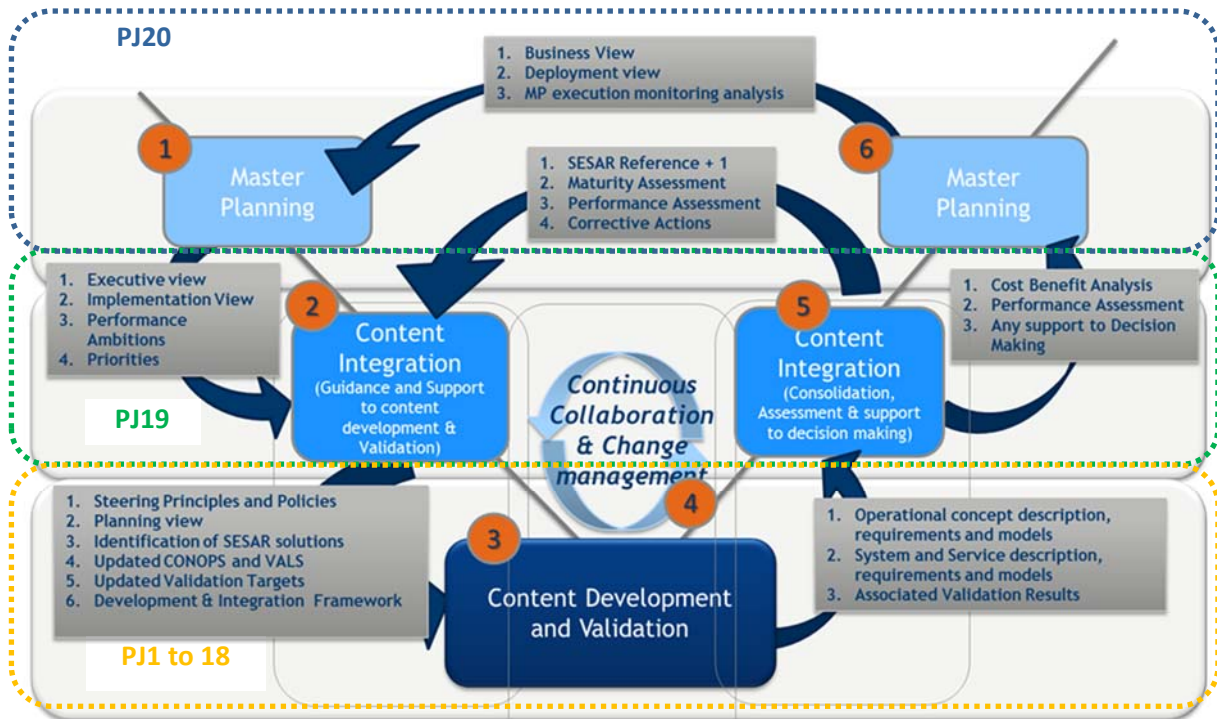 PJ20
1. Business View
2. Deployment view
3. MP execution monitoring analysis
1
Master
Planning
6
Master
Planning
1. SESAR Reference + 1
2. Maturity Assessment
3. Performance Assessment
4. Corrective Actions
1. Executive view
2. Implementation View
3. Performance
Ambitions
4. Priorities
PJ19
2
Content
Integration
(Guidance and Support
to content
development &
Validation)
Continuous
Collaboration
& Change
management
5
Content
Integration
(Consolidation,
Assessment & support
to decision making)
1. Cost Benefit Analysis
2. Performance Assessment
3. Any support to Decision
Making
1. Steering Principles and Policies
2. Planning view
3. Identification of SESAR solutions
4. Updated CONOPS and VALS
5. Updated Validation Targets
6. Development & Integration Framework
PJ1 to 18
3
4
Content Development
and Validation
1. Operational concept description,
requirements and models
2. System and Service description,
requirements and models
3. Associated Validation Results